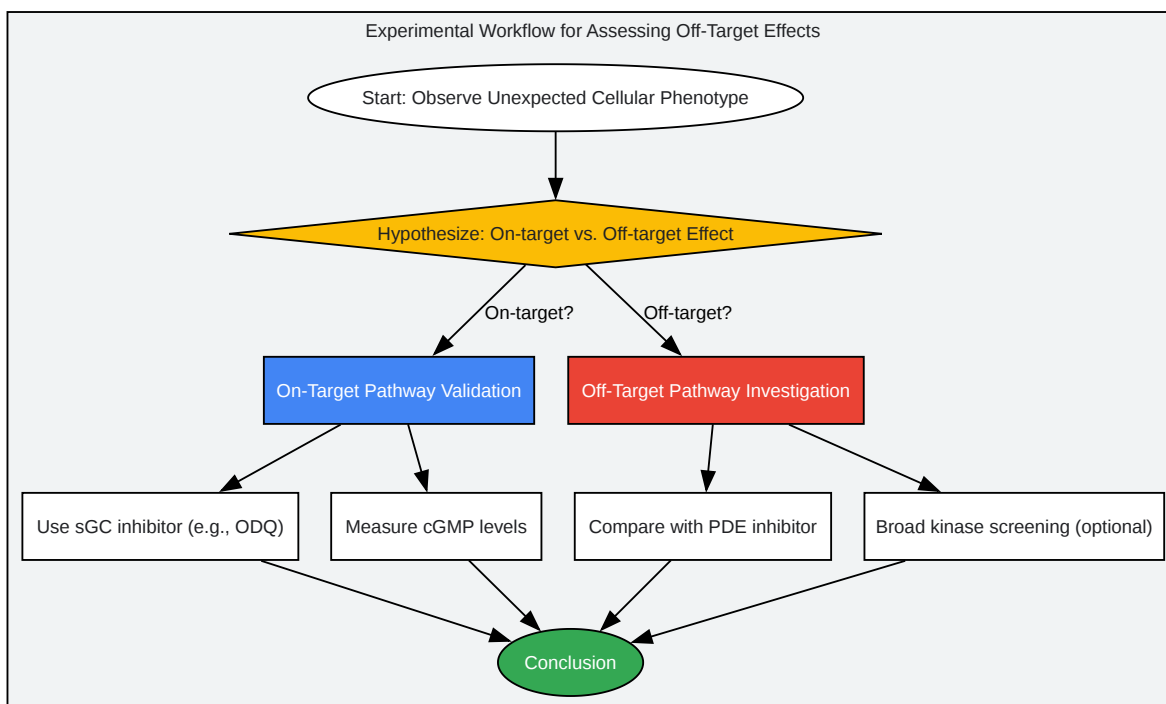 Experimental Workflow for Assessing Off-Target Effects
Start: Observe Unexpected Cellular Phenotype
Hypothesize: On-target vs. Off-target Effect
On-target?
Off-target?
On-Target Pathway Validation
Off-Target Pathway Investigation
Use sGC inhibitor (e.g., ODQ)
Measure cGMP levels
Compare with PDE inhibitor
Broad kinase screening (optional)
Conclusion